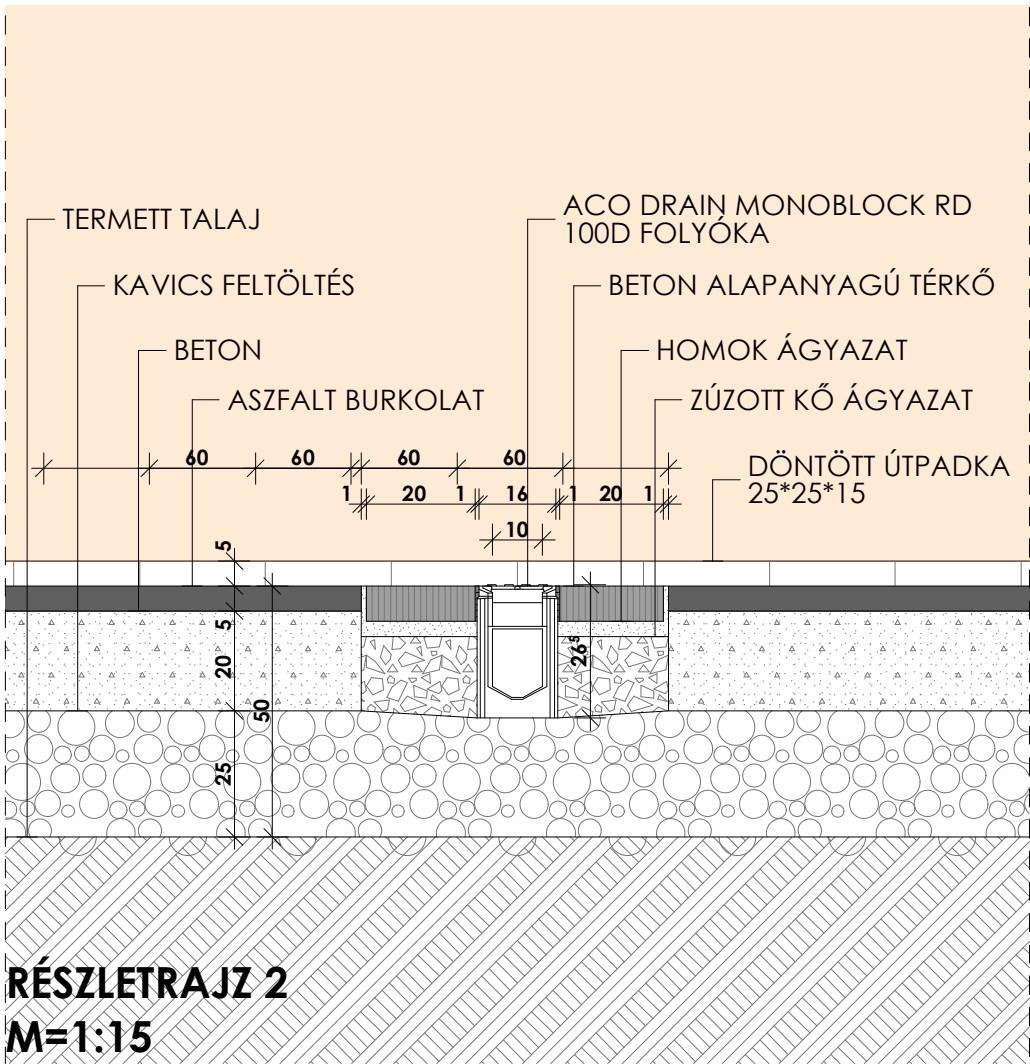 TERMETT TALAJ
ACO DRAIN MONOBLOCK RD
100D FOLYÓKA
KAVICS FELTÖLTÉS
BETON ALAPANYAGÚ TÉRKŐ
BETON
HOMOK ÁGYAZAT
ASZFALT BURKOLAT
ZÚZOTT KŐ ÁGYAZAT
DÖNTÖTT ÚTPADKA
25*25*15
60 60 60 60
1 20 1 16 1 20 1
10
5
5
20
50
25
26⁵
RÉSZLETRAJZ 2
M=1:15